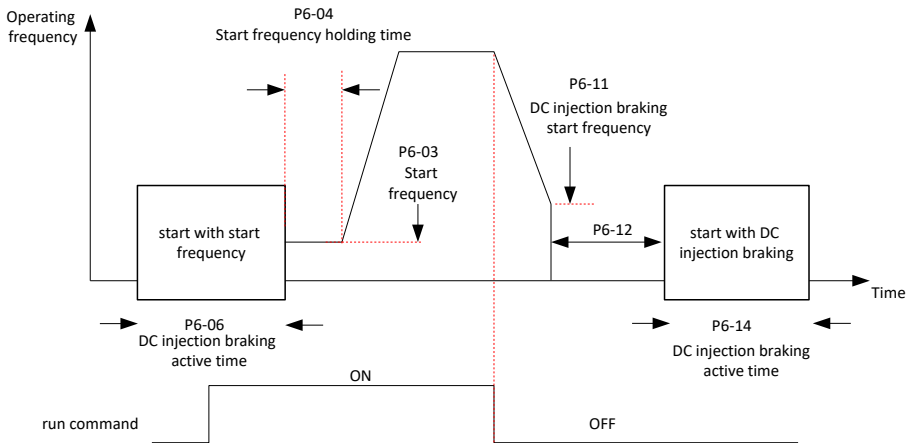 P6-04
Start frequency holding time
Operating
frequency
P6-11
DC injection braking
start frequency
P6-03
Start
frequency
start with start
frequency
P6-12
start with DC
injection braking
Time
P6-06
DC injection braking
active time
P6-14
DC injection braking
active time
ON
run command
OFF